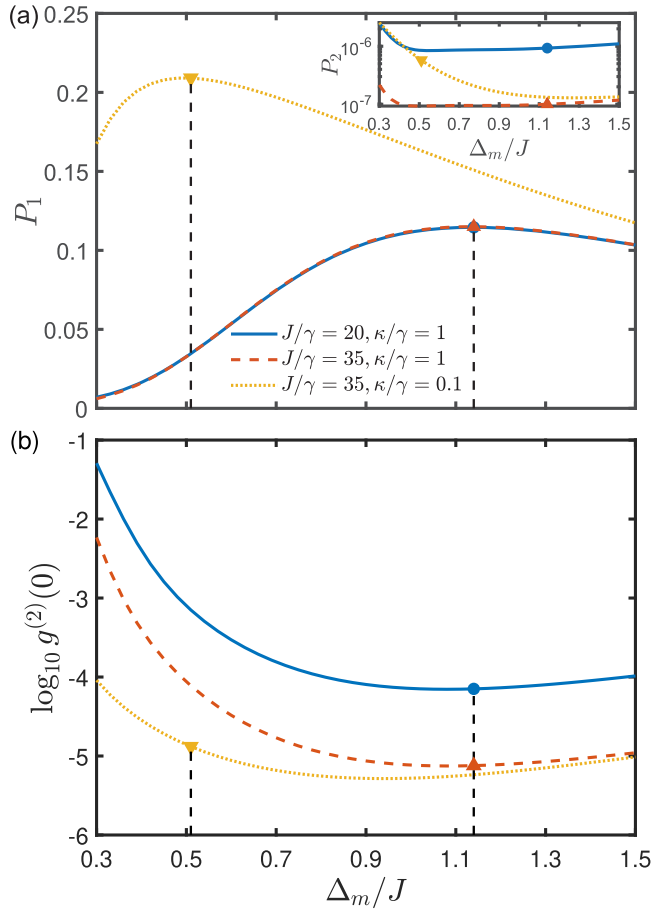 (a)
0.25
0.2
0.15
0.1
0.05
0
P₁
10⁻⁶
10⁻⁷
P₂
0.3 0.5 0.7 0.9 1.1 1.3 1.5
Δₘ/J
J/γ = 20, κ/γ = 1
J/γ = 35, κ/γ = 1
J/γ = 35, κ/γ = 0.1
(b)
-1
-2
-3
-4
-5
-6
log₁₀ g⁽²⁾(0)
0.3 0.5 0.7 0.9 1.1 1.3 1.5
Δₘ/J